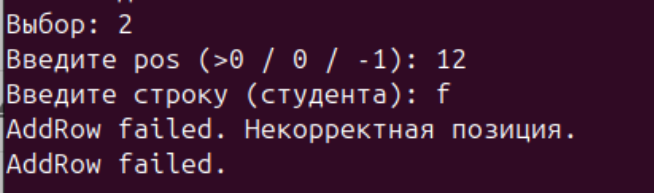 Выбор: 2
Введите pos (>0 / 0 / -1): 12
Введите строку (студента): f
AddRow failed. Некорректная позиция.
AddRow failed.